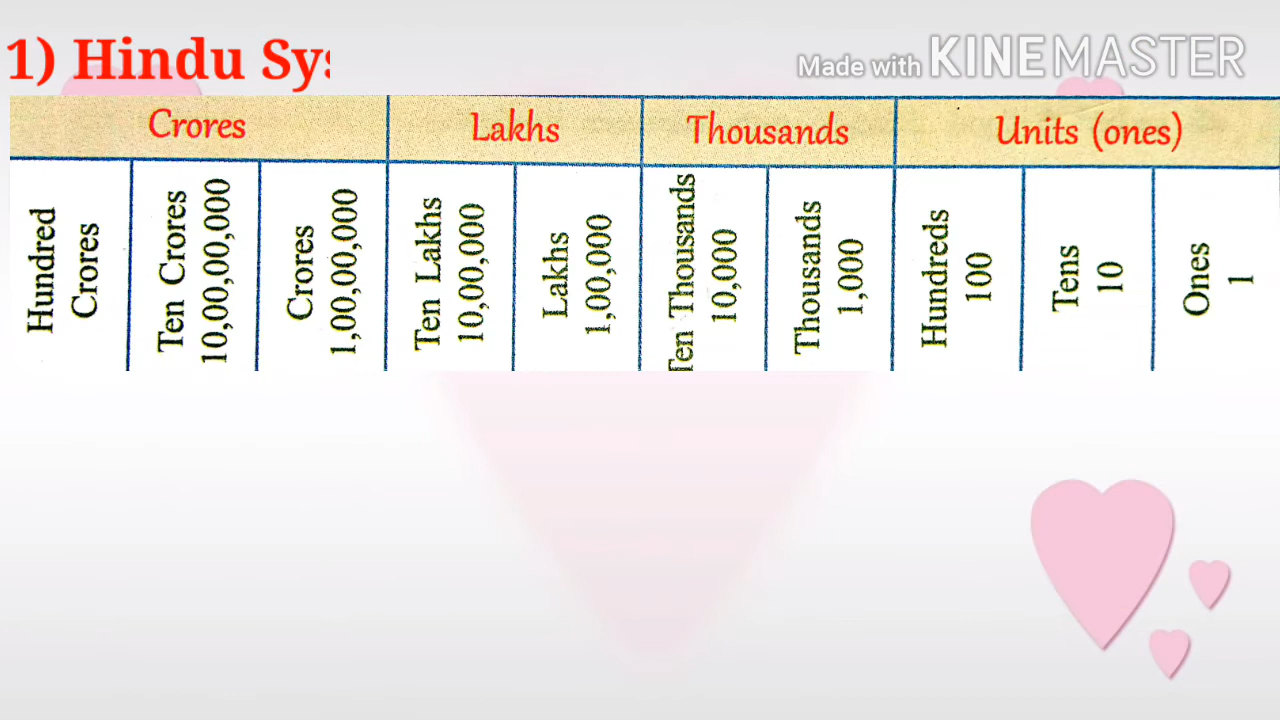 1) Hindu Sys
Made with KINEMASTER
Crores
Lakhs
Thousands
Units (ones)
Hundred
Crores
Ten Crores
10,00,00,000
Crores
1,00,00,000
Ten Lakhs
10,00,000
Lakhs
1,00,000
Ten Thousands
10,000
Thousands
1,000
Hundreds
100
Tens
10
Ones
1